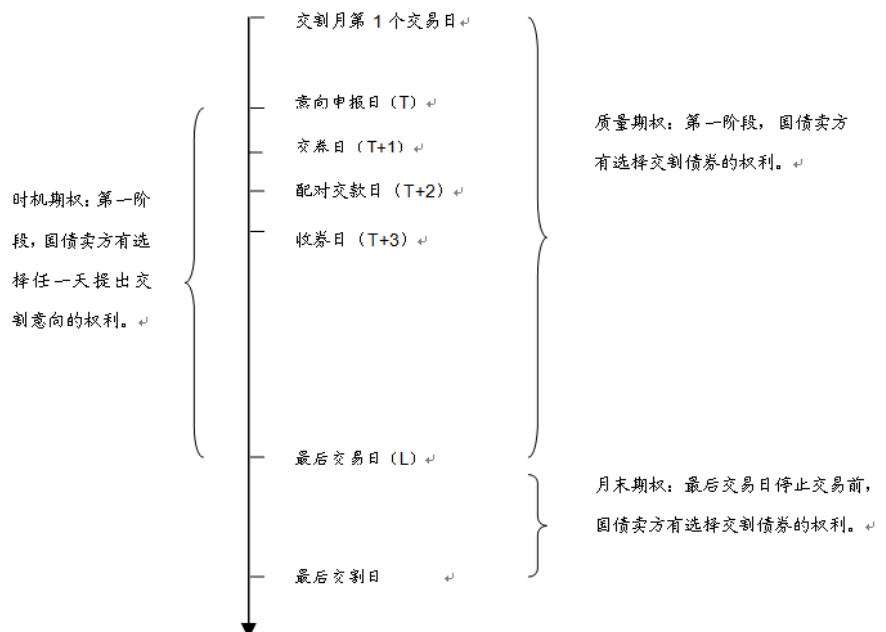 交割月第 1 个交易日
意向申报日（T）
交券日（T+1）
配对交款日（T+2）
收券日（T+3）
最后交易日（L）
最后交割日
时机期权：第一阶
段，国债卖方有选
择任一天提出交
割意向的权利。
质量期权：第一阶段，国债卖方
有选择交割债券的权利。
月末期权：最后交易日停止交易前，
国债卖方有选择交割债券的权利。